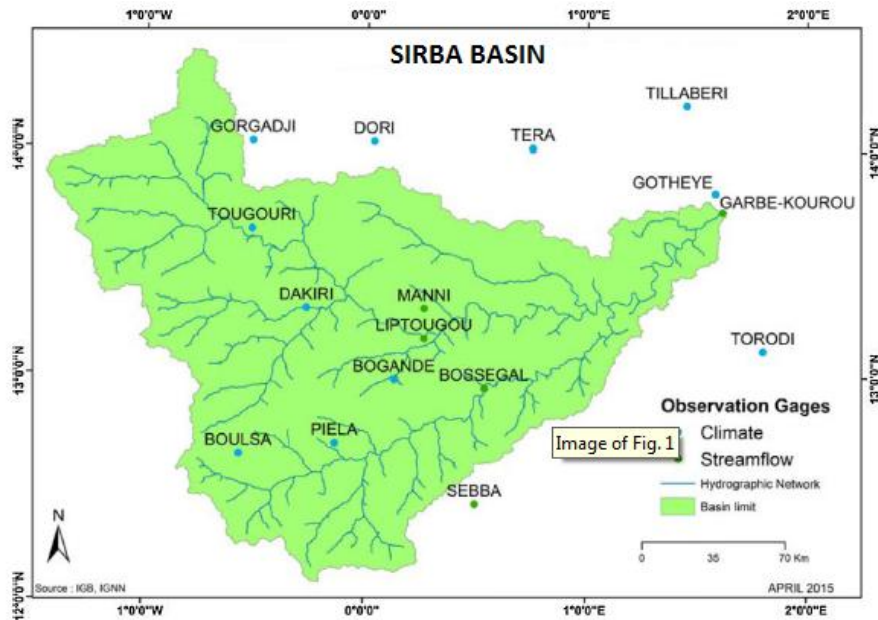 1°0'0"W 0°0'0" 1°0'0"E 2°0'0"E
SIRBA BASIN
TILLABERI
GORGADJI DORI TERA
14°0'0"N 14°0'0"N
GOTHEYE
GARBE-KOUROU
TOUGOURI
DAKIRI MANNI
LIPTOUGOU
TORODI
BOGANDE BOSSEGAL
13°0'0"N 13°0'0"N
Observation Gages
PIELA
BOULSA
Image of Fig. 1
Climate
Streamflow
SEBBA
Hydrographic Network
Basin limit
N
0 35 70 Km
Source : IGB, IGNN
APRIL 2015
12°0'0"N 12°0'0"N
1°0'0"W 0°0'0" 1°0'0"E 2°0'0"E